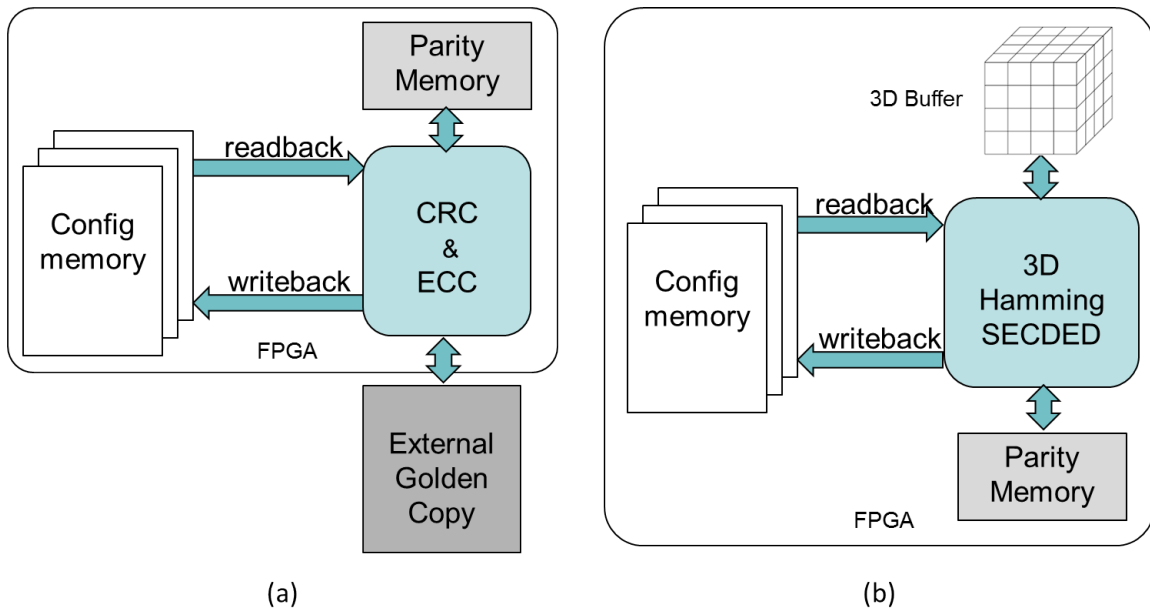 Parity
Memory
readback
Config
memory
CRC
&
ECC
writeback
FPGA
External
Golden
Copy
(a)
3D Buffer
readback
Config
memory
3D
Hamming
SECDED
writeback
Parity
Memory
FPGA
(b)